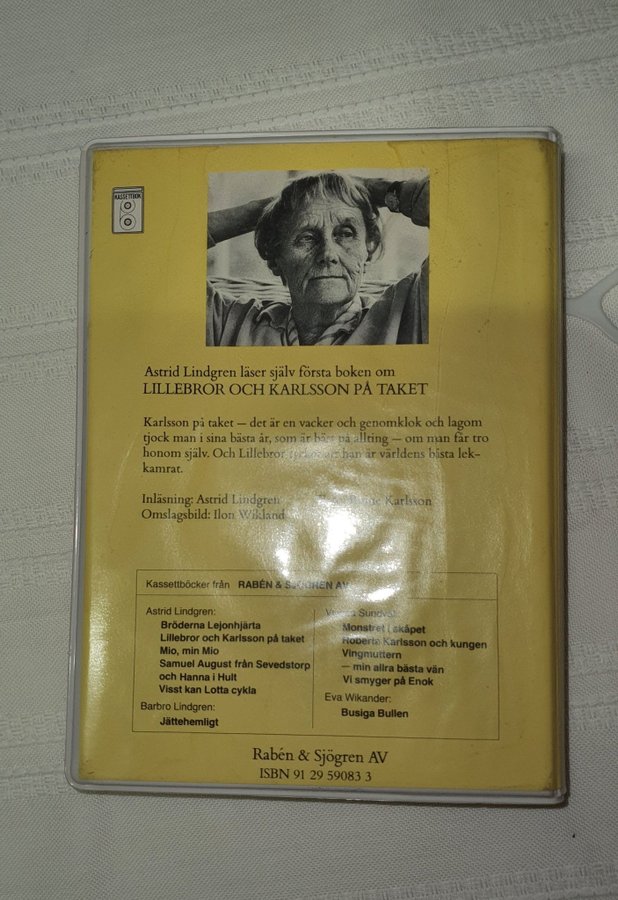 KASSETTBOK
Astrid Lindgren läser själv första boken om
LILLEBROR OCH KARLSSON PÅ TAKET
Karlsson på taket – det är en vacker och genomklok och lagom
tjock man i sina bästa år, som är bäst på allting – om man får tro
honom själv. Och Lillebror tycker att han är världens bästa lek-
kamrat.
Inläsning: Astrid Lindgren Karlsson
Omslagsbild: Ilon Wikland
Kassettböcker från RABÉN & SJÖGREN AV
Astrid Lindgren:
Bröderna Lejonhjärta
Lillebror och Karlsson på taket
Mio, min Mio
Samuel August från Sevedstorp
och Hanna i Hult
Visst kan Lotta cykla
Barbro Lindgren:
Jättehemligt
Monstret i skåpet
Roberta Karlsson och kungen
Vingmuttern
– min allra bästa vän
Vi smyger på Enok
Eva Wikander:
Busiga Bullen
Rabén & Sjögren AV
ISBN 91 29 59083 3